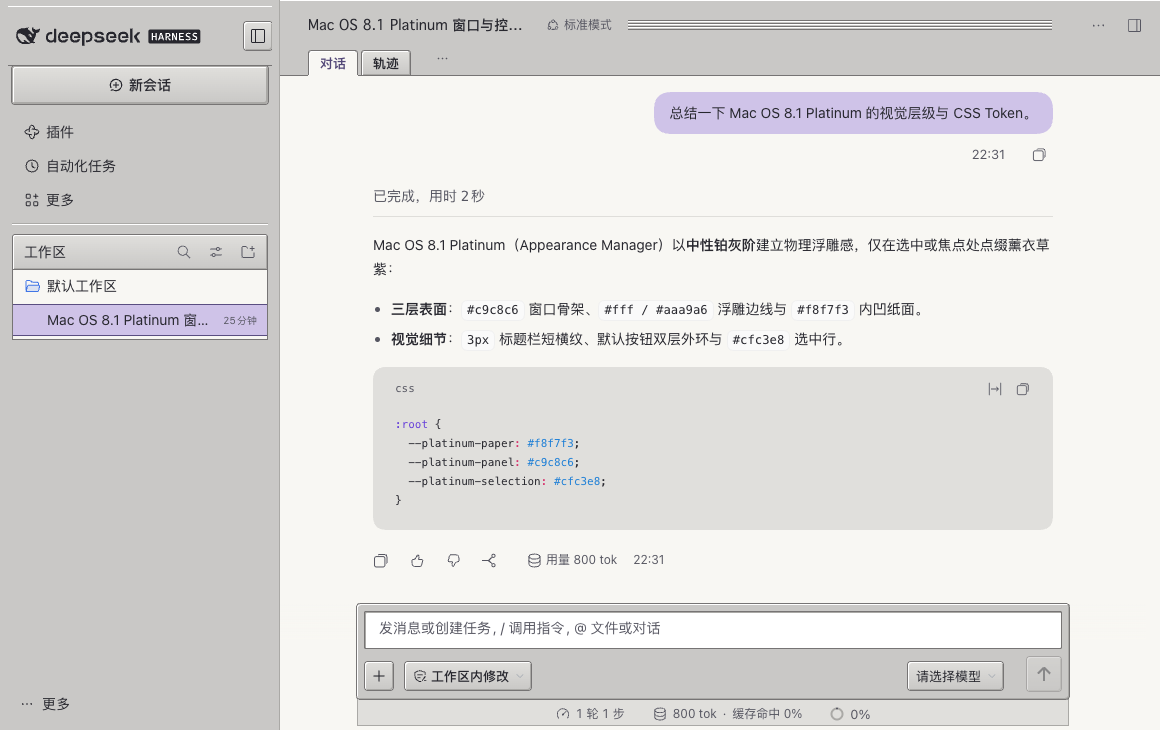 deepseek HARNESS
新会话
插件
自动化任务
更多
工作区
默认工作区
Mac OS 8.1 Platinum 窗... 25分钟
... 更多
Mac OS 8.1 Platinum 窗口与控... 标准模式 ...
对话 轨迹 ...
总结一下 Mac OS 8.1 Platinum 的视觉层级与 CSS Token。
22:31
已完成，用时 2 秒
Mac OS 8.1 Platinum（Appearance Manager）以中性铂灰阶建立物理浮雕感，仅在选中或焦点处点缀薰衣草
紫：
• 三层表面： #c9c8c6 窗口骨架、 #fff / #aaa9a6 浮雕边线与 #f8f7f3 内凹纸面。
• 视觉细节： 3px 标题栏短横纹、默认按钮双层外环与 #cfc3e8 选中行。
css
:root {
--platinum-paper: #f8f7f3;
--platinum-panel: #c9c8c6;
--platinum-selection: #cfc3e8;
}
用量 800 tok 22:31
发消息或创建任务, / 调用指令, @ 文件或对话
工作区内修改 请选择模型
1 轮 1 步 800 tok · 缓存命中 0% 0%